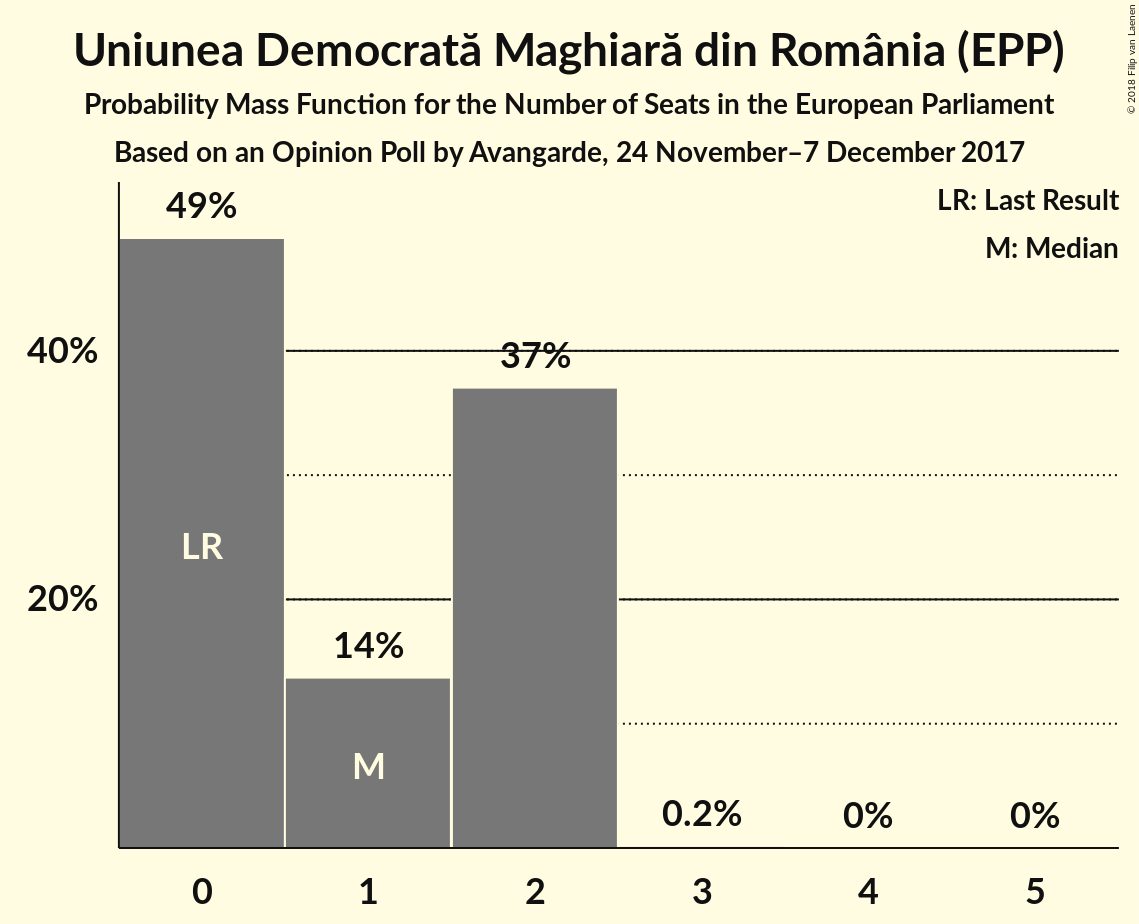 Uniunea Democrată Maghiară din România (EPP)
Probability Mass Function for the Number of Seats in the European Parliament
Based on an Opinion Poll by Avangarde, 24 November–7 December 2017
© 2018 Filip van Laenen
LR: Last Result
M: Median
49%
40%
37%
LR
20%
14%
M
0.2%
0%
0%
0
1
2
3
4
5